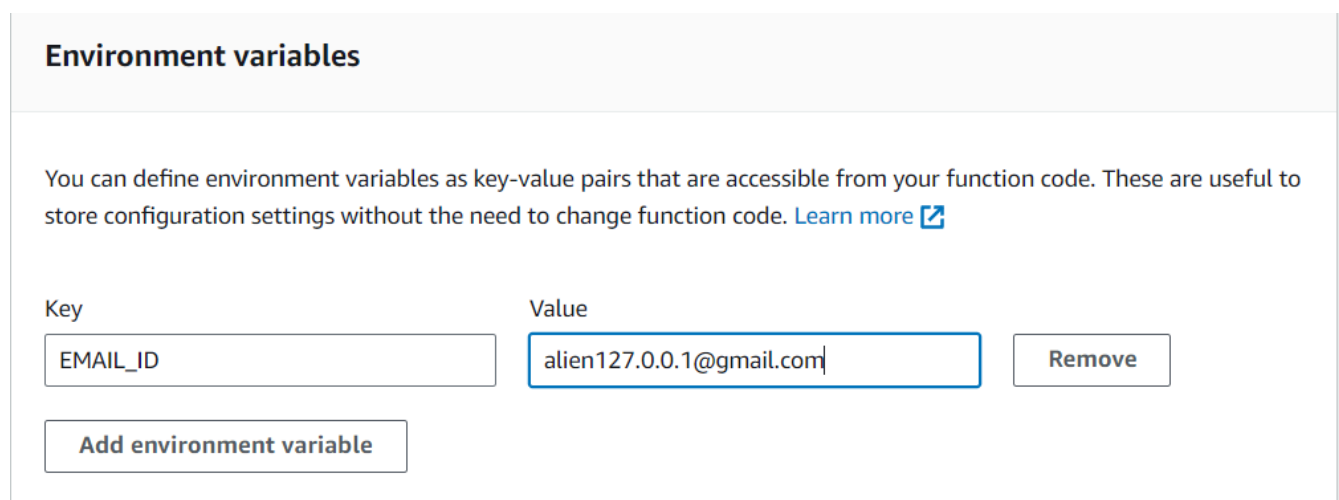 Environment variables
You can define environment variables as key-value pairs that are accessible from your function code. These are useful to
store configuration settings without the need to change function code. Learn more
Key Value
EMAIL_ID alien127.0.0.1@gmail.com Remove
Add environment variable